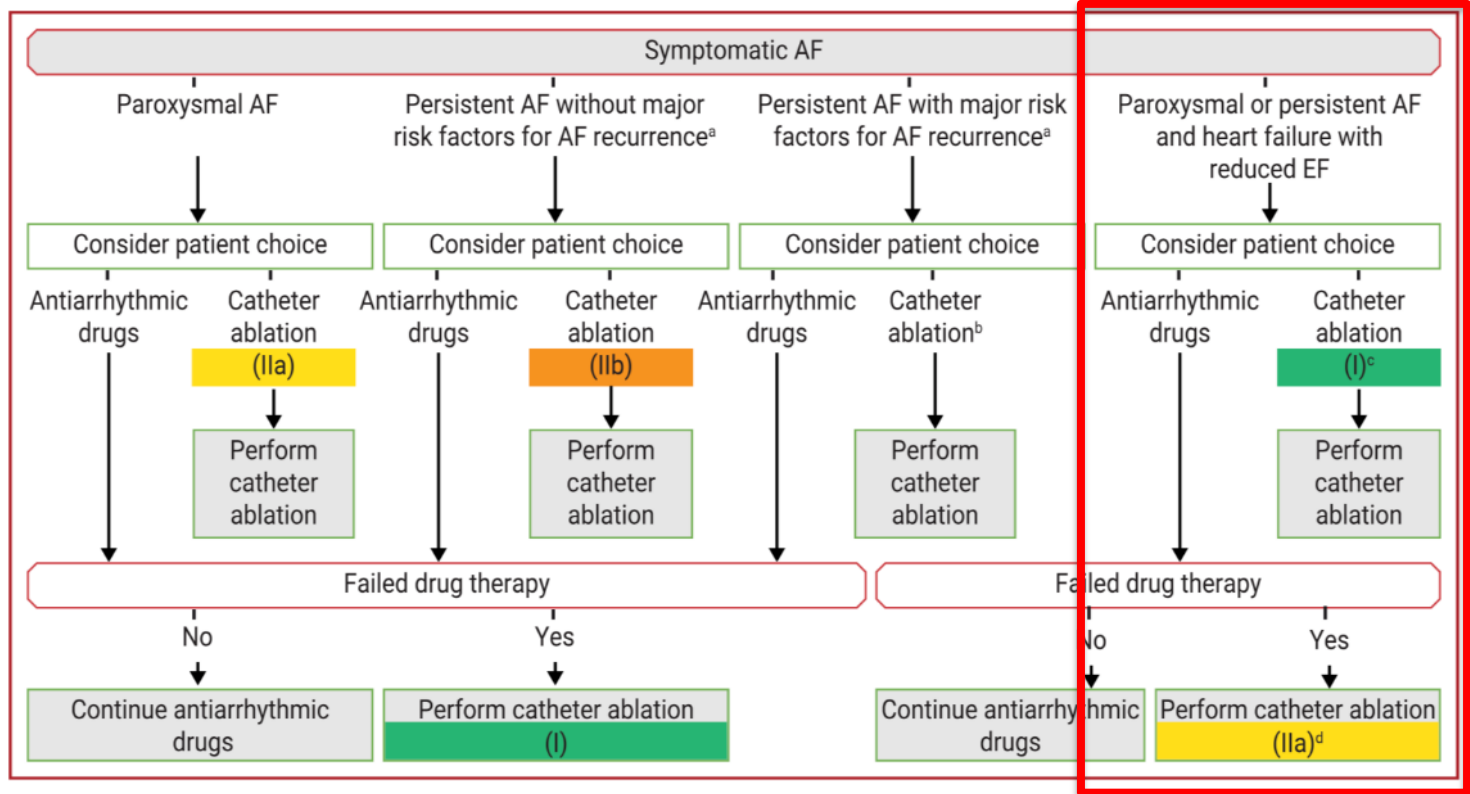 Symptomatic AF
Paroxysmal AF
Persistent AF without major
risk factors for AF recurrenceᵃ
Persistent AF with major risk
factors for AF recurrenceᵃ
Paroxysmal or persistent AF
and heart failure with
reduced EF
Consider patient choice
Consider patient choice
Consider patient choice
Consider patient choice
Antiarrhythmic
drugs
Catheter
ablation
(IIa)
Antiarrhythmic
drugs
Catheter
ablation
(IIb)
Antiarrhythmic
drugs
Catheter
ablationᵇ
Antiarrhythmic
drugs
Catheter
ablation
(I)ᶜ
Perform
catheter
ablation
Perform
catheter
ablation
Perform
catheter
ablation
Perform
catheter
ablation
Failed drug therapy
Failed drug therapy
No
Yes
No
Yes
Continue antiarrhythmic
drugs
Perform catheter ablation
(I)
Continue antiarrhythmic
drugs
Perform catheter ablation
(IIa)ᵈ